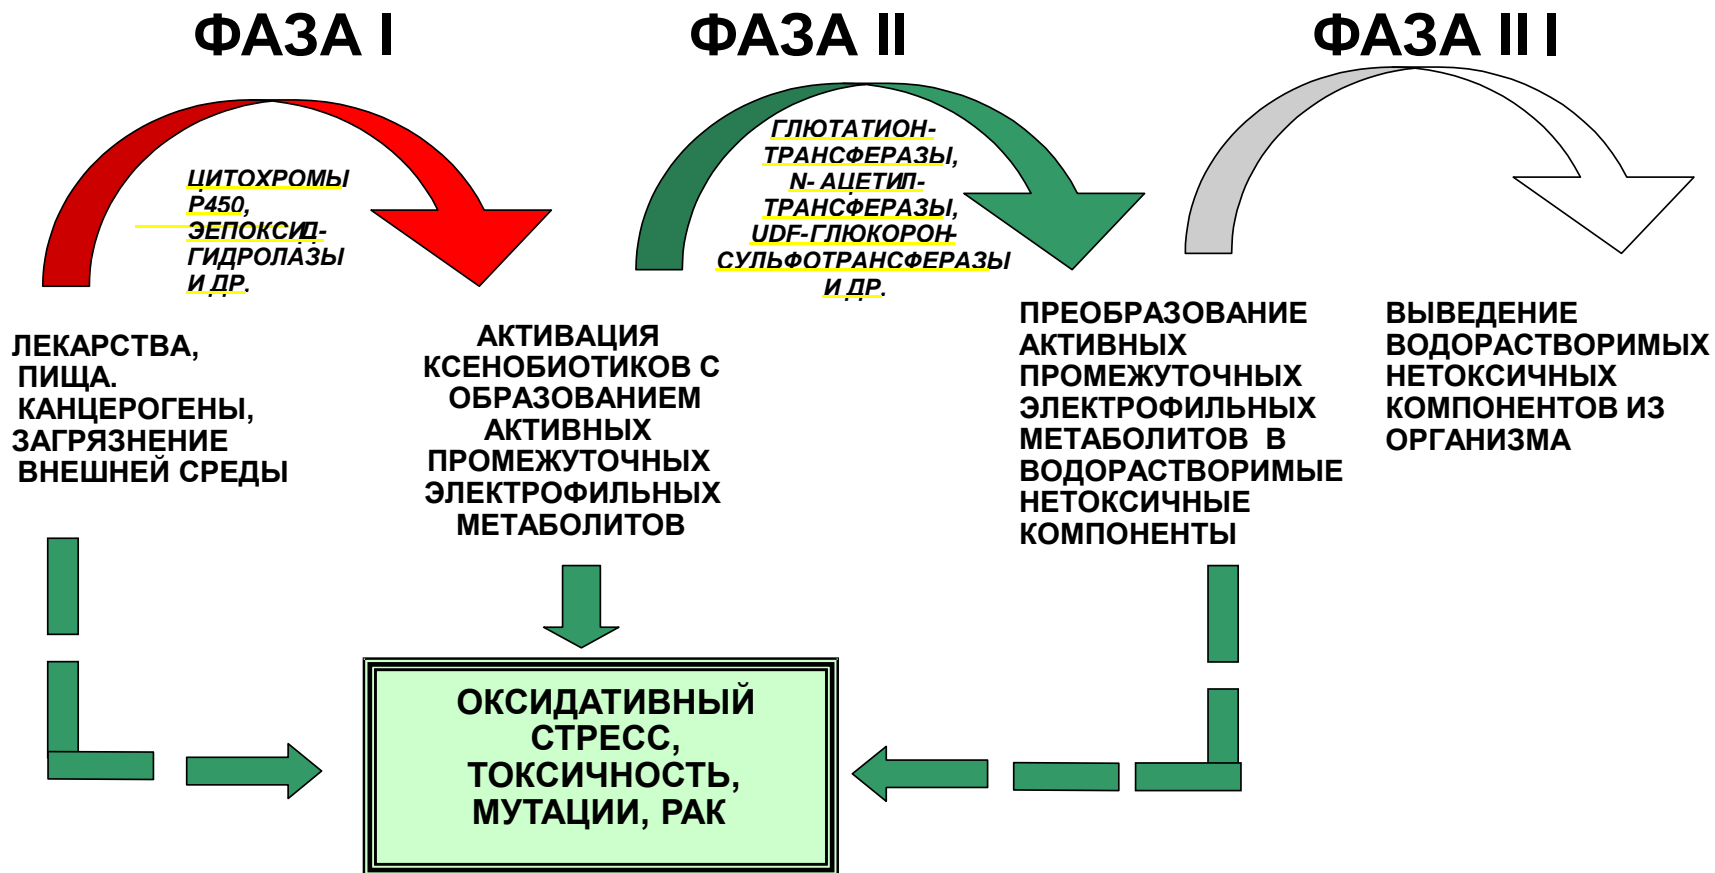 ФАЗА I
ФАЗА II
ФАЗА II I
ЦИТОХРОМЫ
P450,
ЭЕПОКСИД-
ГИДРОЛАЗЫ
И ДР.
ГЛЮТАТИОН-
ТРАНСФЕРАЗЫ,
N- АЦЕТИЛ-
ТРАНСФЕРАЗЫ,
UDF-ГЛЮКОРОН-
СУЛЬФОТРАНСФЕРАЗЫ
И ДР.
ЛЕКАРСТВА,
ПИЩА.
КАНЦЕРОГЕНЫ,
ЗАГРЯЗНЕНИЕ
ВНЕШНЕЙ СРЕДЫ
АКТИВАЦИЯ
КСЕНОБИОТИКОВ С
ОБРАЗОВАНИЕМ
АКТИВНЫХ
ПРОМЕЖУТОЧНЫХ
ЭЛЕКТРОФИЛЬНЫХ
МЕТАБОЛИТОВ
ПРЕОБРАЗОВАНИЕ
АКТИВНЫХ
ПРОМЕЖУТОЧНЫХ
ЭЛЕКТРОФИЛЬНЫХ
МЕТАБОЛИТОВ В
ВОДОРАСТВОРИМЫЕ
НЕТОКСИЧНЫЕ
КОМПОНЕНТЫ
ВЫВЕДЕНИЕ
ВОДОРАСТВОРИМЫХ
НЕТОКСИЧНЫХ
КОМПОНЕНТОВ ИЗ
ОРГАНИЗМА
ОКСИДАТИВНЫЙ
СТРЕСС,
ТОКСИЧНОСТЬ,
МУТАЦИИ, РАК